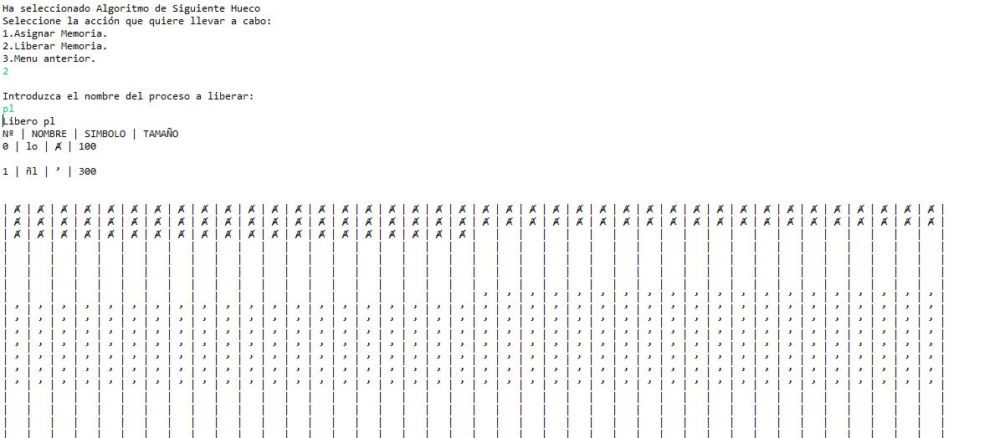 Ha seleccionado Algoritmo de Siguiente Hueco
Seleccione la acción que quiere llevar a cabo:
1.Asignar Memoria.
2.Liberar Memoria.
3.Menu anterior.
2
Introduzca el nombre del proceso a liberar:
pl
Libero pl
Nº | NOMBRE | SIMBOLO | TAMAÑO
0 | lo | Ⱥ | 100
1 | ñl | ’ | 300
| Ⱥ | Ⱥ | Ⱥ | Ⱥ | Ⱥ | Ⱥ | Ⱥ | Ⱥ | Ⱥ | Ⱥ | Ⱥ | Ⱥ | Ⱥ | Ⱥ | Ⱥ | Ⱥ | Ⱥ | Ⱥ | Ⱥ | Ⱥ | Ⱥ | Ⱥ | Ⱥ | Ⱥ | Ⱥ | Ⱥ | Ⱥ | Ⱥ | Ⱥ | Ⱥ | Ⱥ | Ⱥ | Ⱥ | Ⱥ | Ⱥ | Ⱥ | Ⱥ | Ⱥ | Ⱥ | Ⱥ |
| Ⱥ | Ⱥ | Ⱥ | Ⱥ | Ⱥ | Ⱥ | Ⱥ | Ⱥ | Ⱥ | Ⱥ | Ⱥ | Ⱥ | Ⱥ | Ⱥ | Ⱥ | Ⱥ | Ⱥ | Ⱥ | Ⱥ | Ⱥ | Ⱥ | Ⱥ | Ⱥ | Ⱥ | Ⱥ | Ⱥ | Ⱥ | Ⱥ | Ⱥ | Ⱥ | Ⱥ | Ⱥ | Ⱥ | Ⱥ | Ⱥ | Ⱥ | Ⱥ | Ⱥ | Ⱥ | Ⱥ |
| Ⱥ | Ⱥ | Ⱥ | Ⱥ | Ⱥ | Ⱥ | Ⱥ | Ⱥ | Ⱥ | Ⱥ | Ⱥ | Ⱥ | Ⱥ | Ⱥ | Ⱥ | Ⱥ | Ⱥ | Ⱥ | Ⱥ | Ⱥ |   |   |   |   |   |   |   |   |   |   |   |   |   |   |   |   |   |   |   |   |
|   |   |   |   |   |   |   |   |   |   |   |   |   |   |   |   |   |   |   |   | ’ | ’ | ’ | ’ | ’ | ’ | ’ | ’ | ’ | ’ | ’ | ’ | ’ | ’ | ’ | ’ | ’ | ’ | ’ | ’ |
| ’ | ’ | ’ | ’ | ’ | ’ | ’ | ’ | ’ | ’ | ’ | ’ | ’ | ’ | ’ | ’ | ’ | ’ | ’ | ’ | ’ | ’ | ’ | ’ | ’ | ’ | ’ | ’ | ’ | ’ | ’ | ’ | ’ | ’ | ’ | ’ | ’ | ’ | ’ | ’ |
| ’ | ’ | ’ | ’ | ’ | ’ | ’ | ’ | ’ | ’ | ’ | ’ | ’ | ’ | ’ | ’ | ’ | ’ | ’ | ’ | ’ | ’ | ’ | ’ | ’ | ’ | ’ | ’ | ’ | ’ | ’ | ’ | ’ | ’ | ’ | ’ | ’ | ’ | ’ | ’ |
| ’ | ’ | ’ | ’ | ’ | ’ | ’ | ’ | ’ | ’ | ’ | ’ | ’ | ’ | ’ | ’ | ’ | ’ | ’ | ’ | ’ | ’ | ’ | ’ | ’ | ’ | ’ | ’ | ’ | ’ | ’ | ’ | ’ | ’ | ’ | ’ | ’ | ’ | ’ | ’ |
| ’ | ’ | ’ | ’ | ’ | ’ | ’ | ’ | ’ | ’ | ’ | ’ | ’ | ’ | ’ | ’ | ’ | ’ | ’ | ’ | ’ | ’ | ’ | ’ | ’ | ’ | ’ | ’ | ’ | ’ | ’ | ’ | ’ | ’ | ’ | ’ | ’ | ’ | ’ | ’ |
| ’ | ’ | ’ | ’ | ’ | ’ | ’ | ’ | ’ | ’ | ’ | ’ | ’ | ’ | ’ | ’ | ’ | ’ | ’ | ’ | ’ | ’ | ’ | ’ | ’ | ’ | ’ | ’ | ’ | ’ | ’ | ’ | ’ | ’ | ’ | ’ | ’ | ’ | ’ | ’ |
| ’ | ’ | ’ | ’ | ’ | ’ | ’ | ’ | ’ | ’ | ’ | ’ | ’ | ’ | ’ | ’ | ’ | ’ | ’ | ’ | ’ | ’ | ’ | ’ | ’ | ’ | ’ | ’ | ’ | ’ | ’ | ’ | ’ | ’ | ’ | ’ | ’ | ’ | ’ | ’ |
| ’ | ’ | ’ | ’ | ’ | ’ | ’ | ’ | ’ | ’ | ’ | ’ | ’ | ’ | ’ | ’ | ’ | ’ | ’ | ’ | ’ | ’ | ’ | ’ | ’ | ’ | ’ | ’ | ’ | ’ | ’ | ’ | ’ | ’ | ’ | ’ | ’ | ’ | ’ | ’ |